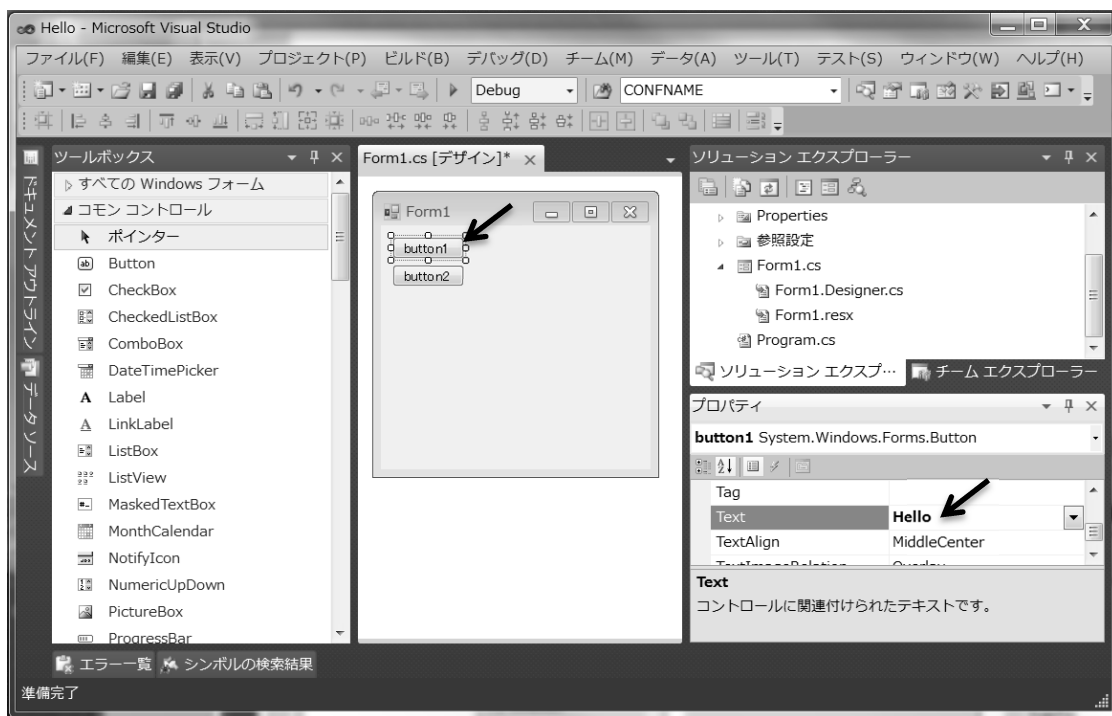 Hello - Microsoft Visual Studio
ファイル(F) 編集(E) 表示(V) プロジェクト(P) ビルド(B) デバッグ(D) チーム(M) データ(A) ツール(T) テスト(S) ウィンドウ(W) ヘルプ(H)
Debug CONFNAME
ドキュメント アウトライン
データ ソース
ツールボックス
すべての Windows フォーム
コモン コントロール
ポインター
Button
CheckBox
CheckedListBox
ComboBox
DateTimePicker
Label
LinkLabel
ListBox
ListView
MaskedTextBox
MonthCalendar
NotifyIcon
NumericUpDown
PictureBox
ProgressBar
Form1.cs [デザイン]*
Form1
button1
button2
ソリューション エクスプローラー
Properties
参照設定
Form1.cs
Form1.Designer.cs
Form1.resx
Program.cs
ソリューション エクスプ… チーム エクスプローラー
プロパティ
button1 System.Windows.Forms.Button
Tag
Text Hello
TextAlign MiddleCenter
TextImageRelation Overlay
Text
コントロールに関連付けられたテキストです。
エラー一覧 シンボルの検索結果
準備完了